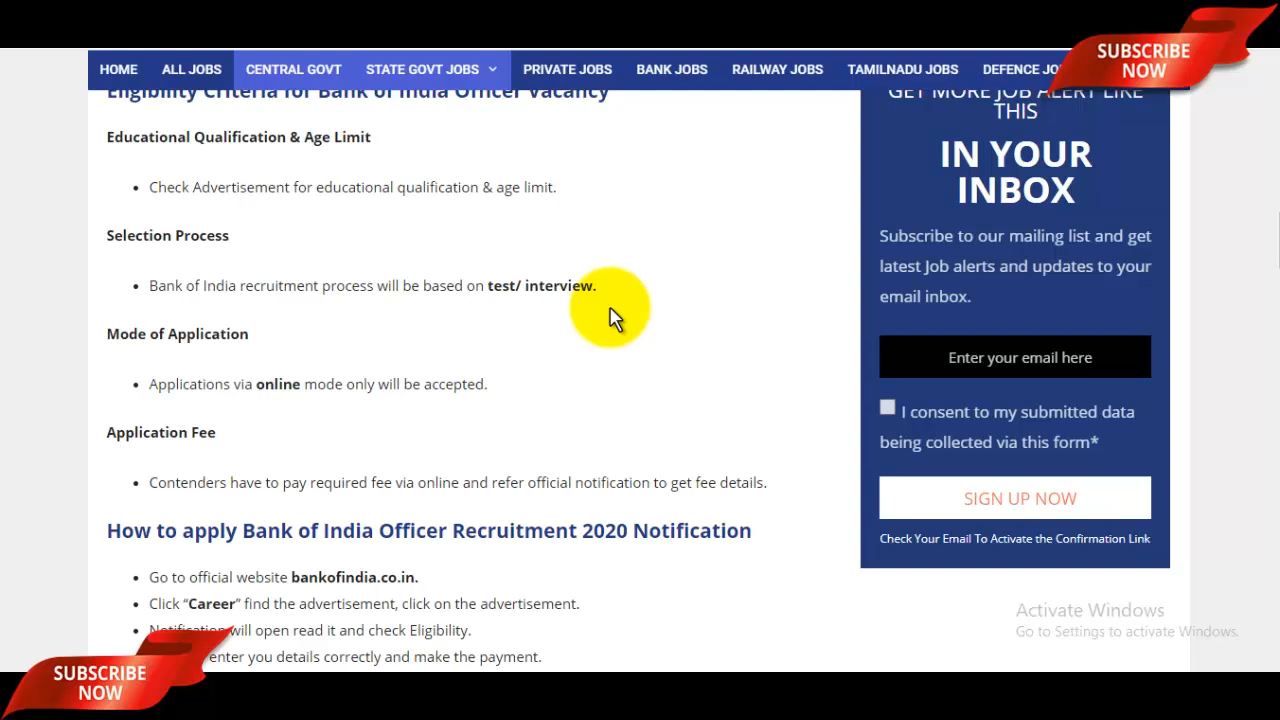 HOME ALL JOBS CENTRAL GOVT STATE GOVT JOBS PRIVATE JOBS BANK JOBS RAILWAY JOBS TAMILNADU JOBS DEFENCE
SUBSCRIBE
NOW
Eligibility Criteria for Bank of India Officer Vacancy
Educational Qualification & Age Limit
• Check Advertisement for educational qualification & age limit.
Selection Process
• Bank of India recruitment process will be based on test/ interview.
Mode of Application
• Applications via online mode only will be accepted.
Application Fee
• Contenders have to pay required fee via online and refer official notification to get fee details.
How to apply Bank of India Officer Recruitment 2020 Notification
• Go to official website bankofindia.co.in.
• Click “Career” find the advertisement, click on the advertisement.
• Notification will open read it and check Eligibility.
enter you details correctly and make the payment.
GET MORE JOB ALERT LIKE
THIS
IN YOUR
INBOX
Subscribe to our mailing list and get
latest Job alerts and updates to your
email inbox.
Enter your email here
I consent to my submitted data
being collected via this form*
SIGN UP NOW
Check Your Email To Activate the Confirmation Link
Activate Windows
Go to Settings to activate Windows.
SUBSCRIBE
NOW